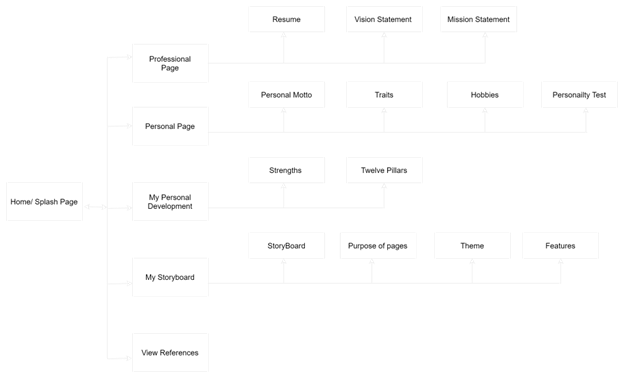 Resume
Vision Statement
Mission Statement
Professional
Page
Personal Motto
Traits
Hobbies
Personailty Test
Personal Page
Strengths
Twelve Pillars
Home/ Splash Page
My Personal
Development
StoryBoard
Purpose of pages
Theme
Features
My Storyboard
View References